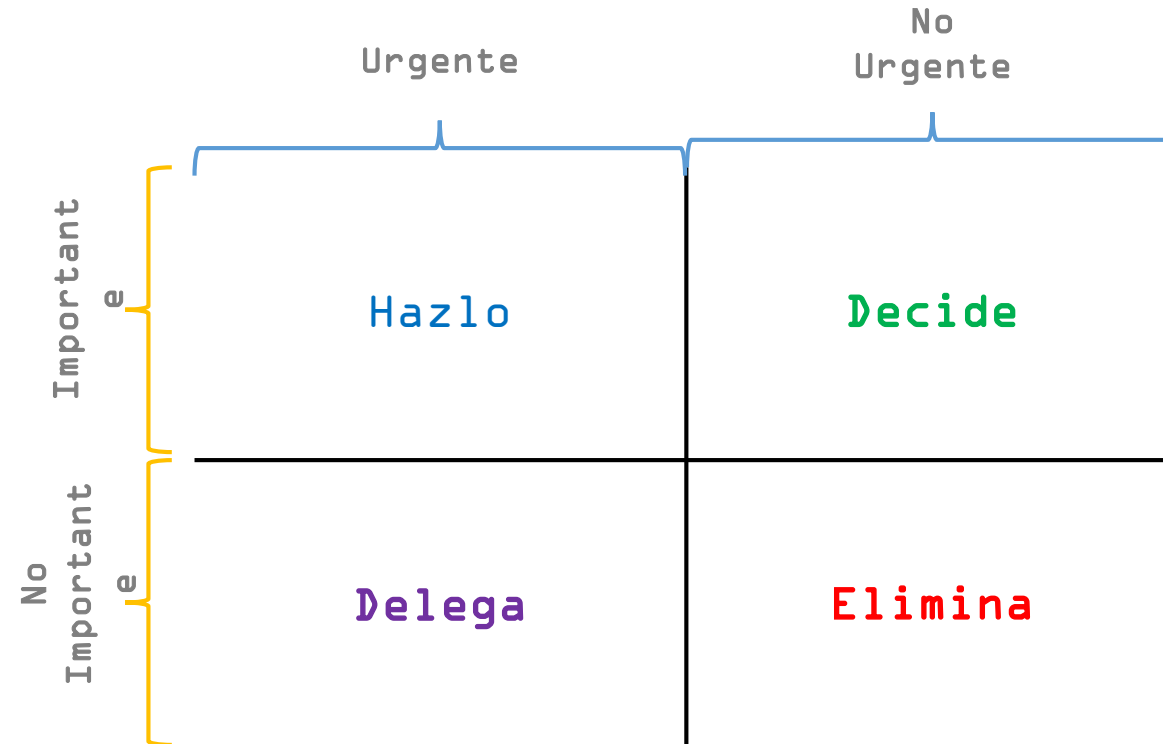 Urgente
No
Urgente
Important
e
Hazlo
Decide
No
Important
e
Delega
Elimina